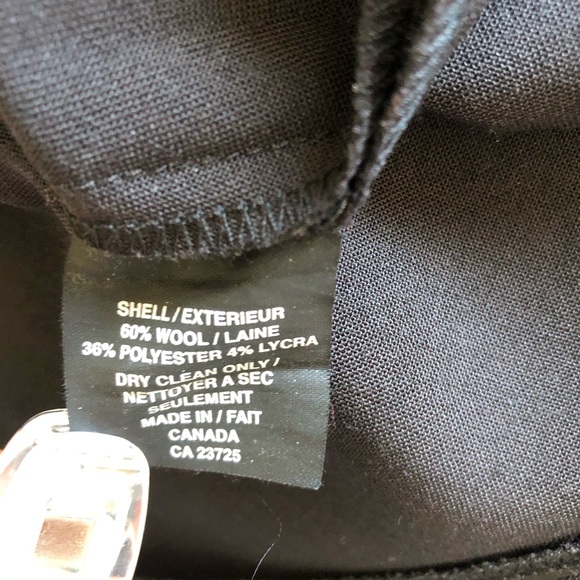 SHELL/EXTERIEUR
60% WOOL/LAINE
36% POLYESTER 4% LYCRA
DRY CLEAN ONLY/
NETTOYER A SEC
SEULEMENT
MADE IN/FAIT
CANADA
CA 23725